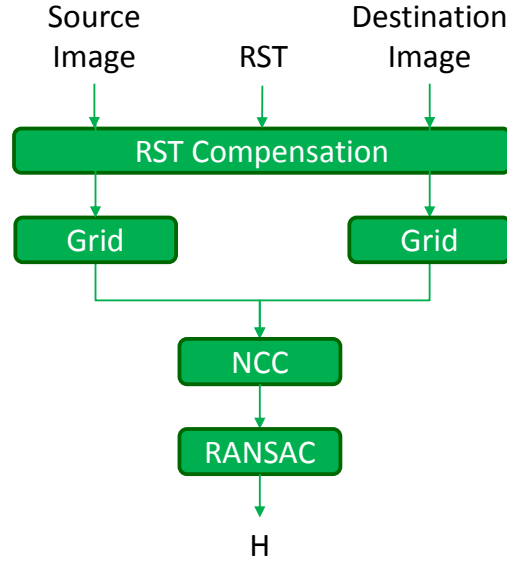 Source
Image
RST
Destination
Image
RST Compensation
Grid
Grid
NCC
RANSAC
H